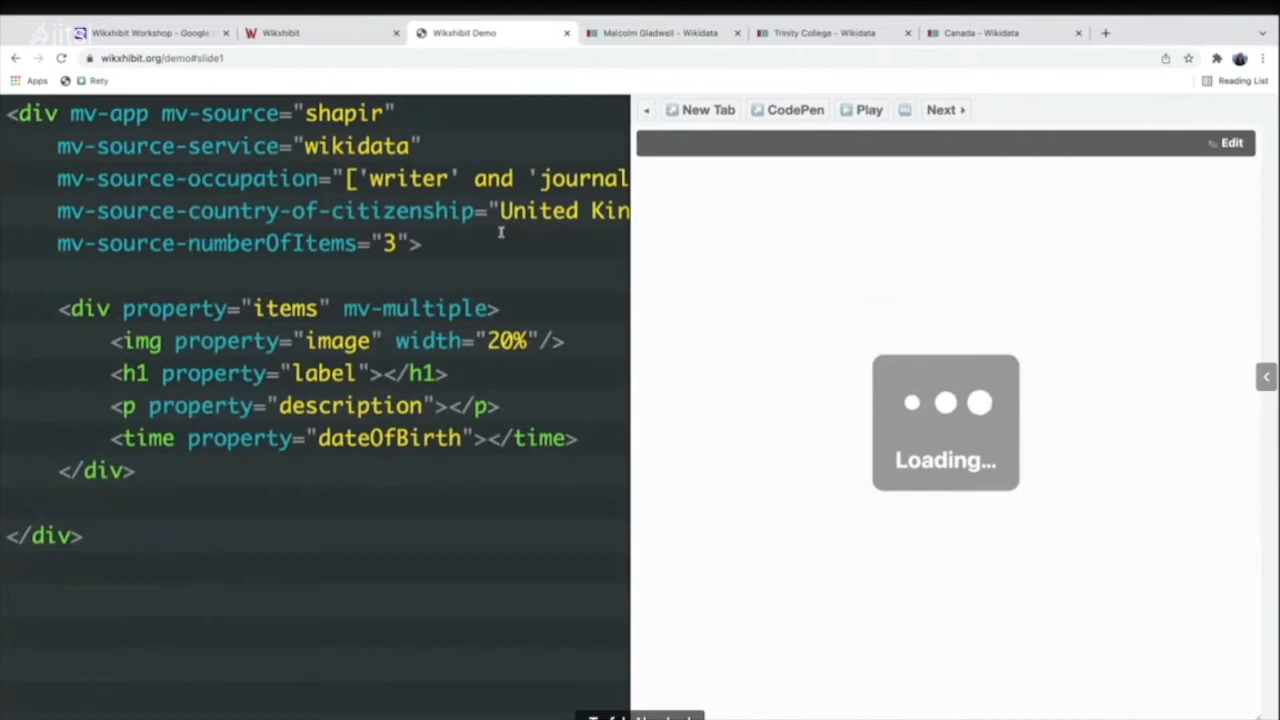 jitsi
Wikxhibit Workshop - Google
Wikxhibit
Wikxhibit Demo
Malcolm Gladwell - Wikidata
Trinity College - Wikidata
Canada - Wikidata
wikxhibit.org/demo#slide1
Apps
Rety
Reading List
<div mv-app mv-source="shapir"
mv-source-service="wikidata"
mv-source-occupation="['writer' and 'journal
mv-source-country-of-citizenship="United Kin
mv-source-numberOfItems="3">
<div property="items" mv-multiple>
<img property="image" width="20%"/>
<h1 property="label"></h1>
<p property="description"></p>
<time property="dateOfBirth"></time>
</div>
</div>
New Tab
CodePen
Play
Next
Edit
Loading...